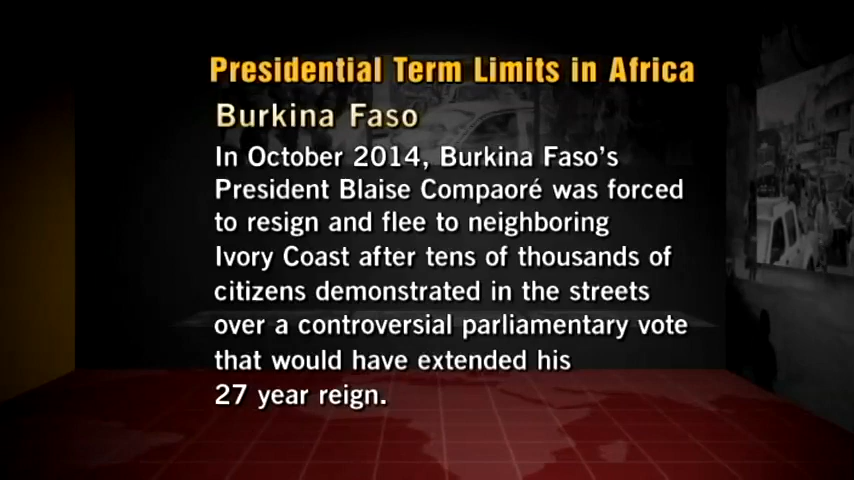 Presidential Term Limits in Africa
Burkina Faso
In October 2014, Burkina Faso's
President Blaise Compaoré was forced
to resign and flee to neighboring
Ivory Coast after tens of thousands of
citizens demonstrated in the streets
over a controversial parliamentary vote
that would have extended his
27 year reign.